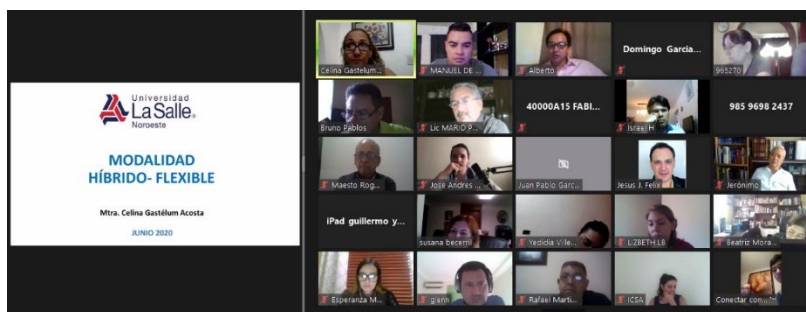 Universidad
La Salle®
Noroeste
MODALIDAD
HÍBRIDO- FLEXIBLE
Mtra. Celina Gastélum Acosta
JUNIO 2020
Celina Gastelum...
MANUEL DE ...
Alberto
Domingo Garcia...
965270
Bruno Pablos
Lic MARIO P...
40000A15 FABI...
Israel H
985 9698 2437
Maesto Rog...
Jose Andres ...
Juan Pablo Garc...
Jesus J. Felix
Jerónimo
iPad guillermo y...
susana becerril
Yedidia Ville...
LIZBETH LB
Beatriz Mora...
Esperanza M...
glenn
Rafael Marti...
ICSA
Conectar con...